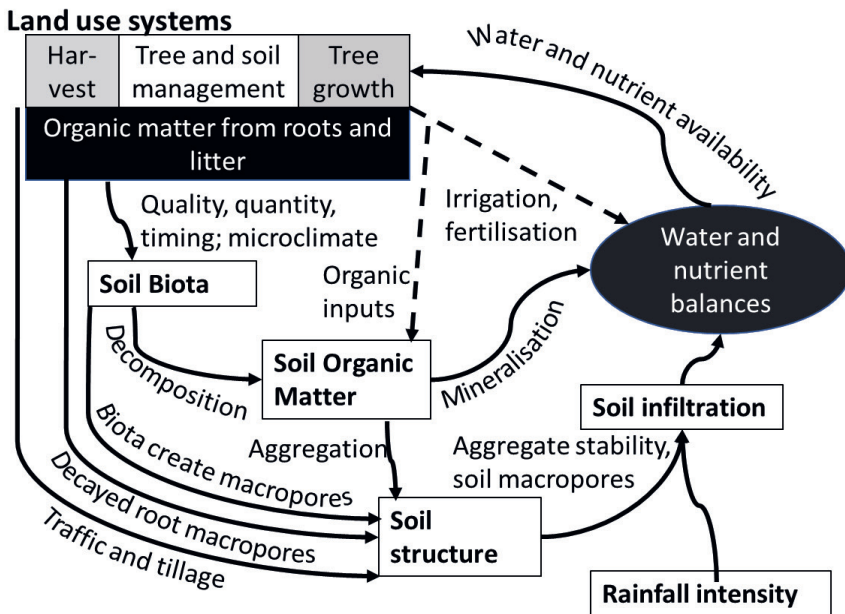 Land use systems
Har-
vest
Tree and soil
management
Tree
growth
Organic matter from roots and
litter
Water and nutrient availability
Quality, quantity,
timing; microclimate
Irrigation,
fertilisation
Water and
nutrient
balances
Soil Biota
Organic
inputs
Decomposition
Soil Organic
Matter
Mineralisation
Soil infiltration
Biota create macropores
Aggregation
Aggregate stability,
soil macropores
Decayed root macropores
Soil
structure
Traffic and tillage
Rainfall intensity